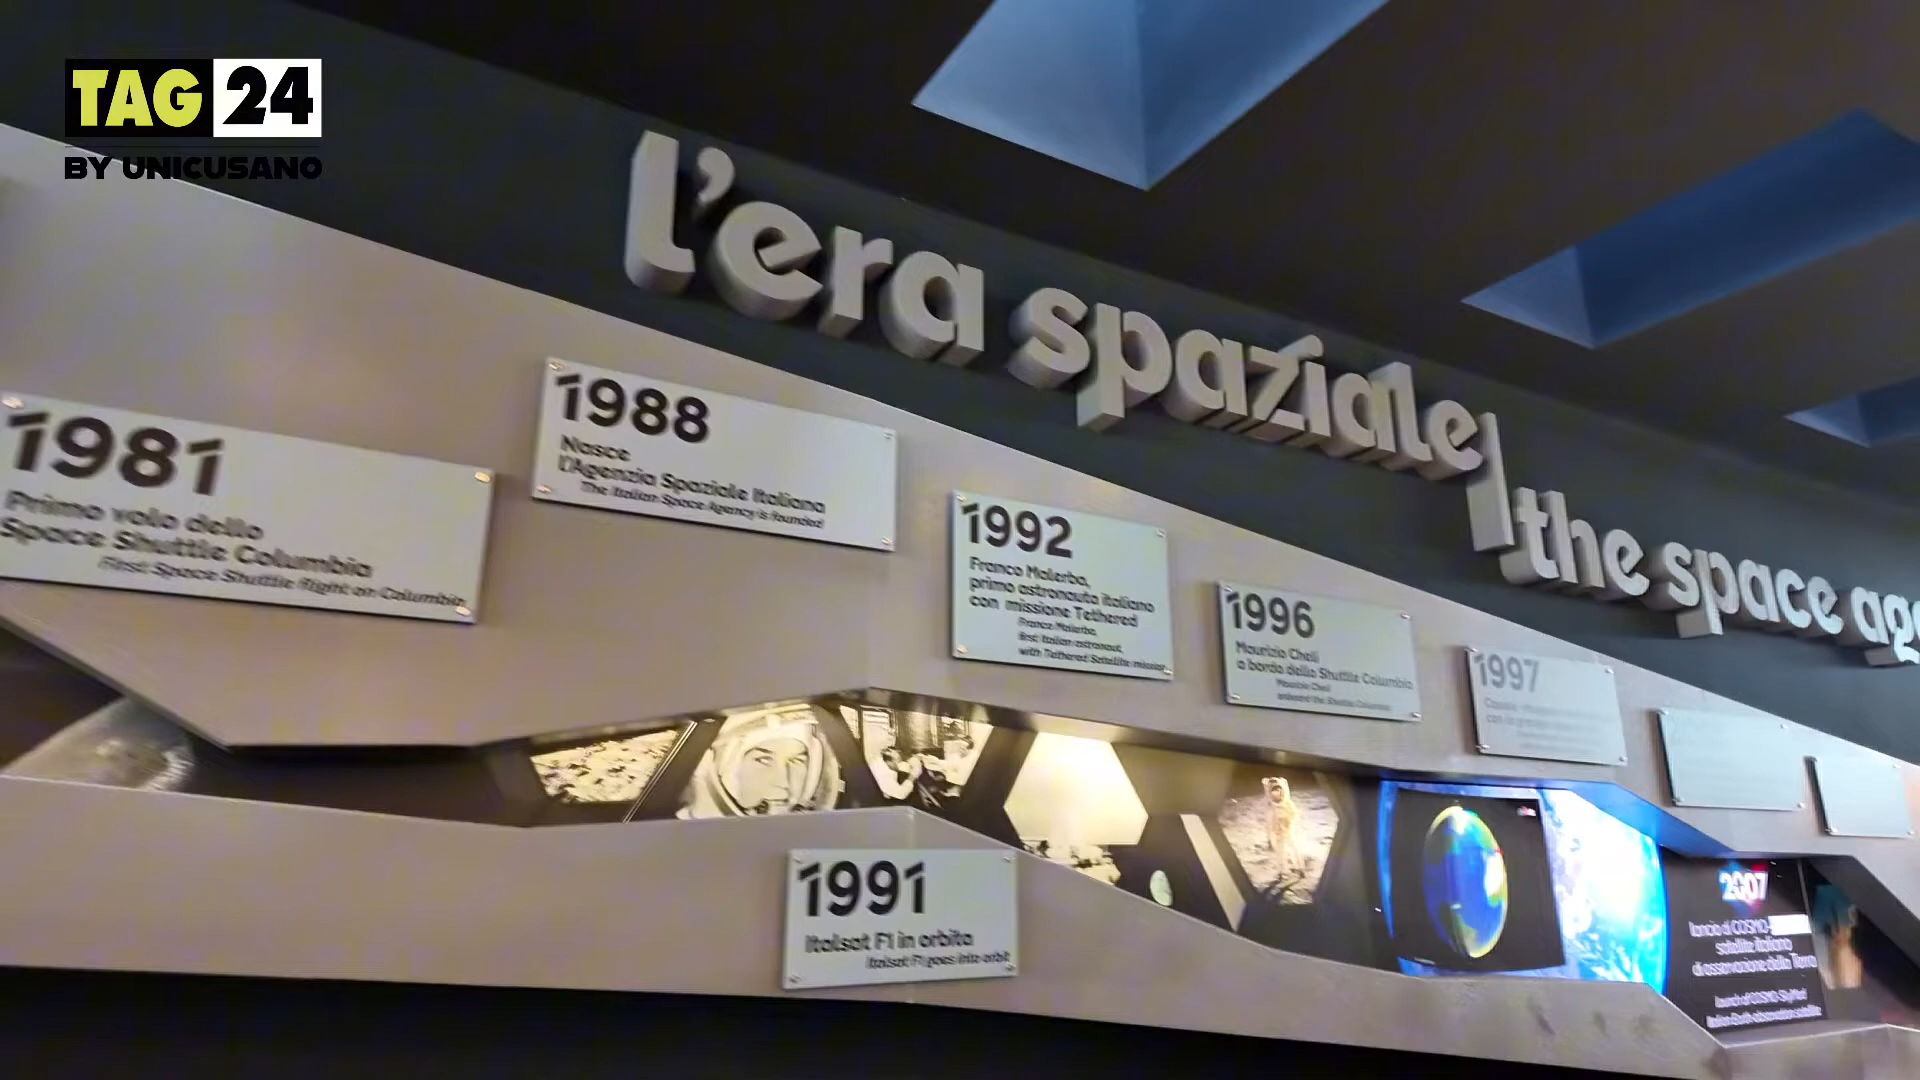 TAG 24
BY UNICUSANO
l'era spaziale
the space age
1981
Primo volo dello
Space Shuttle Columbia
First Space Shuttle flight on Columbia
1988
Nasce
l'Agenzia Spaziale Italiana
The Italian Space Agency is founded
1992
Franco Malerba,
primo astronauta italiano
con missione Tethered
Franco Malerba,
first Italian astronaut,
with Tethered Satellite mission
1996
Maurizio Cheli
a bordo dello Shuttle Columbia
Maurizio Cheli
onboard the Shuttle Columbia
1997
1991
Italsat F1 in orbita
Italsat F1 goes into orbit
2007
lancio di COSMO-
satellite italiano
di osservazione della Terra
launch of COSMO-SkyMed
Italian Earth observation satellite